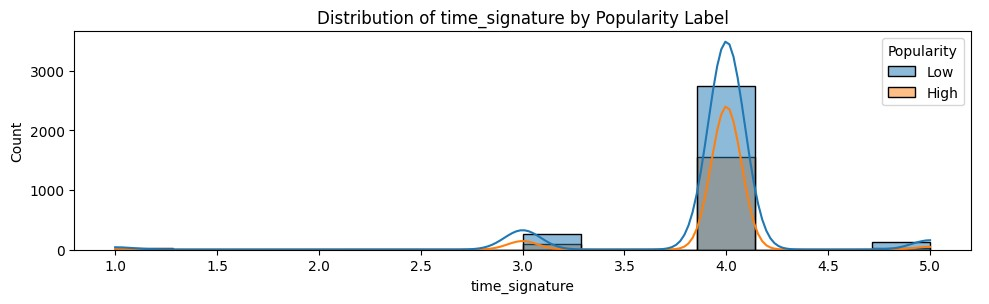 Distribution of time_signature by Popularity Label
Popularity
Low
High
Count
3000
2000
1000
0
1.0 1.5 2.0 2.5 3.0 3.5 4.0 4.5 5.0
time_signature